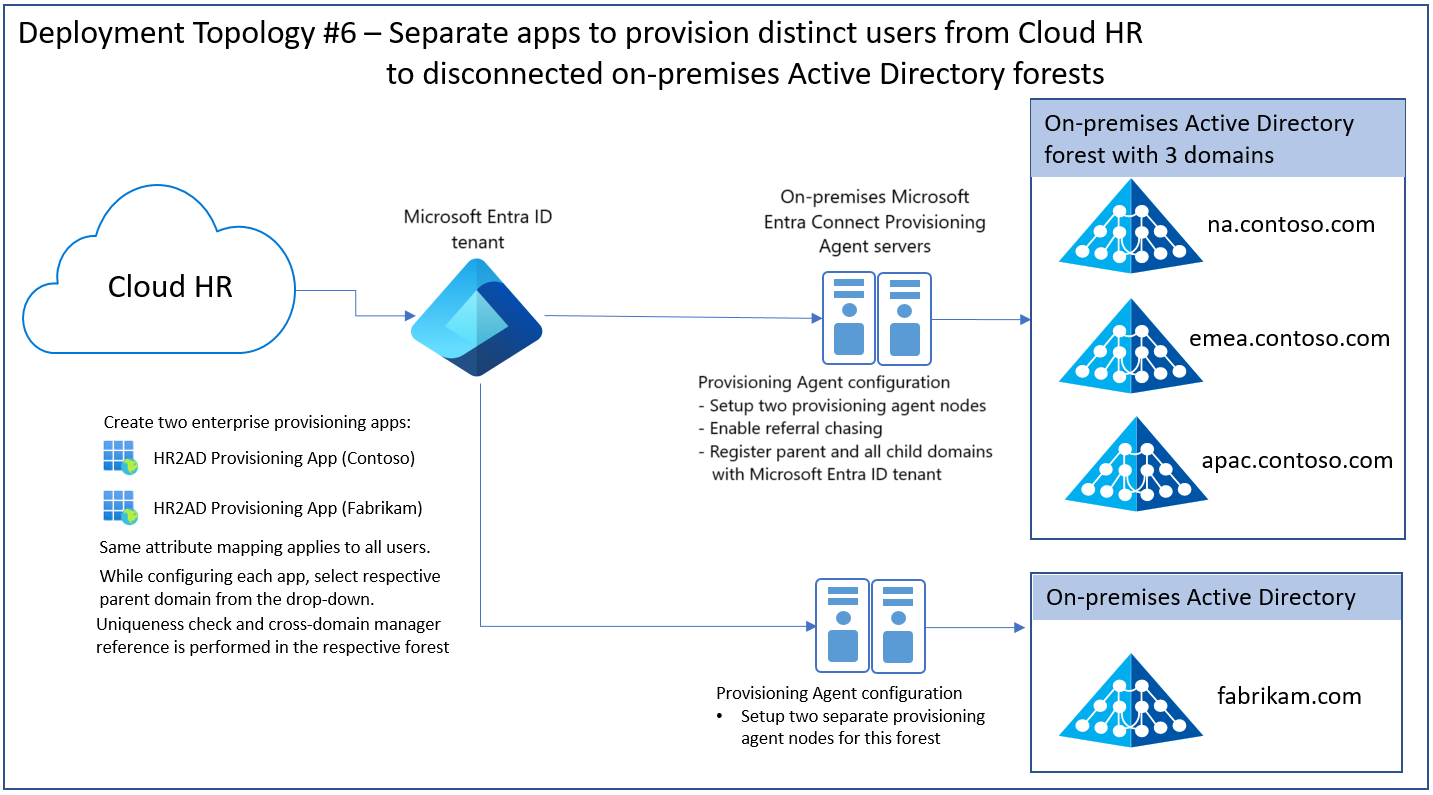 Deployment Topology #6 – Separate apps to provision distinct users from Cloud HR
to disconnected on-premises Active Directory forests
Cloud HR
Microsoft Entra ID
tenant
Create two enterprise provisioning apps:
HR2AD Provisioning App (Contoso)
HR2AD Provisioning App (Fabrikam)
Same attribute mapping applies to all users.
While configuring each app, select respective
parent domain from the drop-down.
Uniqueness check and cross-domain manager
reference is performed in the respective forest
On-premises Microsoft
Entra Connect Provisioning
Agent servers
Provisioning Agent configuration
- Setup two provisioning agent nodes
- Enable referral chasing
- Register parent and all child domains
with Microsoft Entra ID tenant
Provisioning Agent configuration
• Setup two separate provisioning
agent nodes for this forest
On-premises Active Directory
forest with 3 domains
na.contoso.com
emea.contoso.com
apac.contoso.com
On-premises Active Directory
fabrikam.com